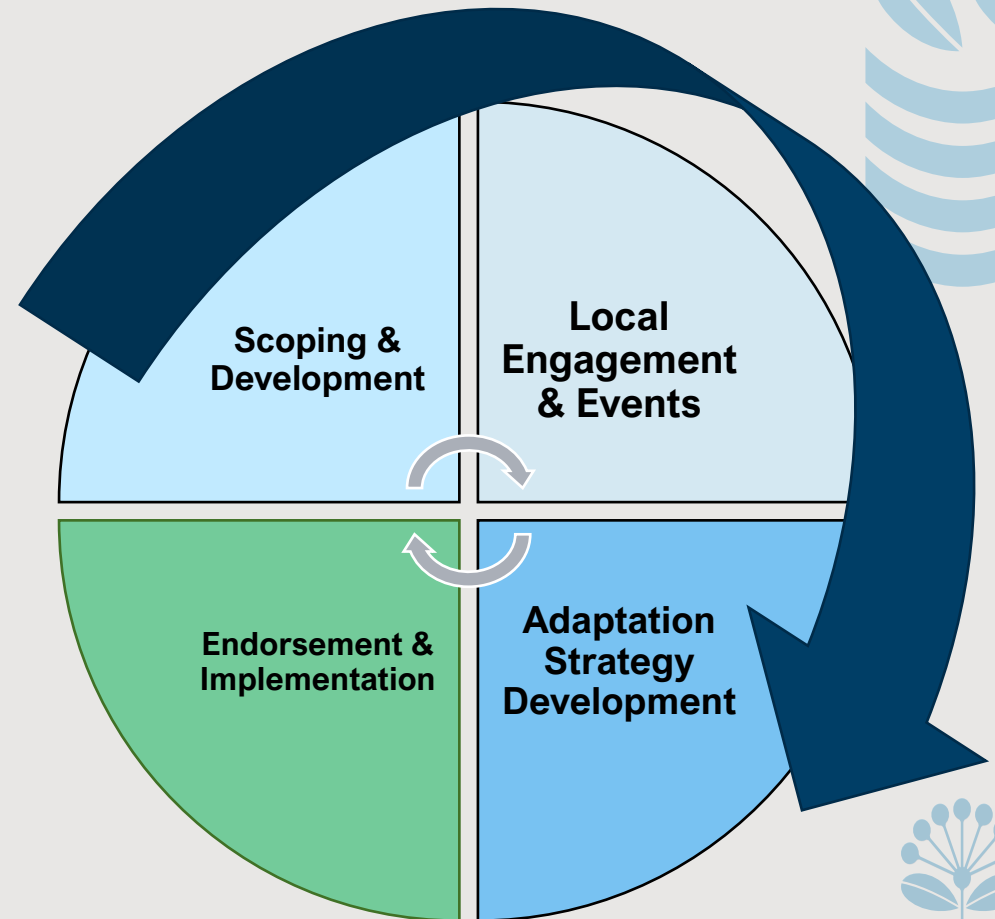 Scoping &
Development
Local
Engagement
& Events
Endorsement &
Implementation
Adaptation
Strategy
Development